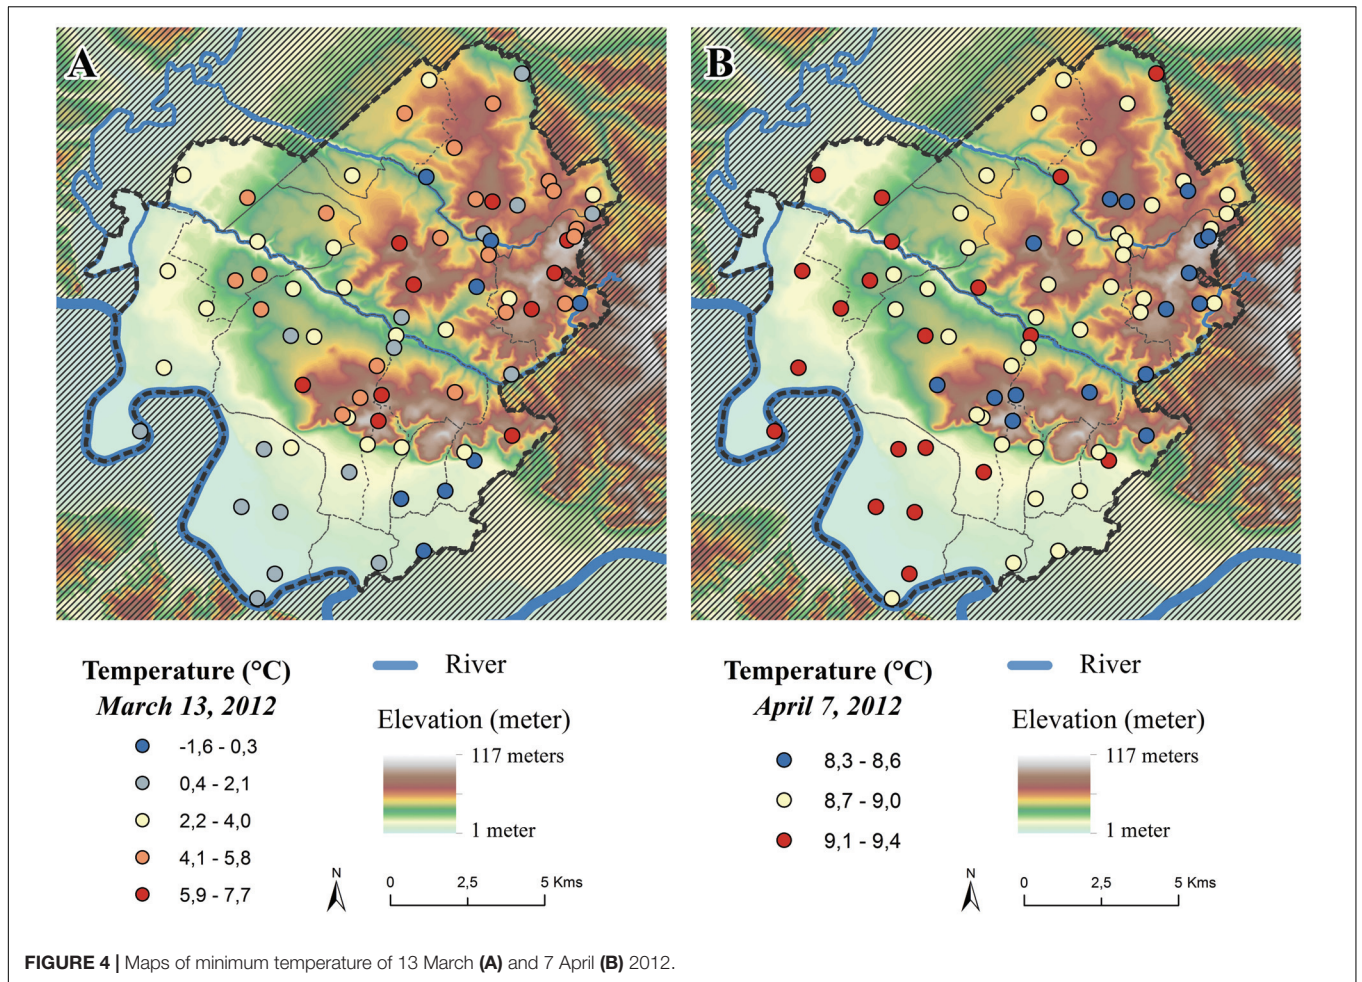 A
B
Temperature (°C)
March 13, 2012
-1,6 - 0,3
0,4 - 2,1
2,2 - 4,0
4,1 - 5,8
5,9 - 7,7
River
Elevation (meter)
117 meters
1 meter
N
0 2,5 5 Kms
Temperature (°C)
April 7, 2012
8,3 - 8,6
8,7 - 9,0
9,1 - 9,4
River
Elevation (meter)
117 meters
1 meter
N
0 2,5 5 Kms
FIGURE 4 | Maps of minimum temperature of 13 March (A) and 7 April (B) 2012.